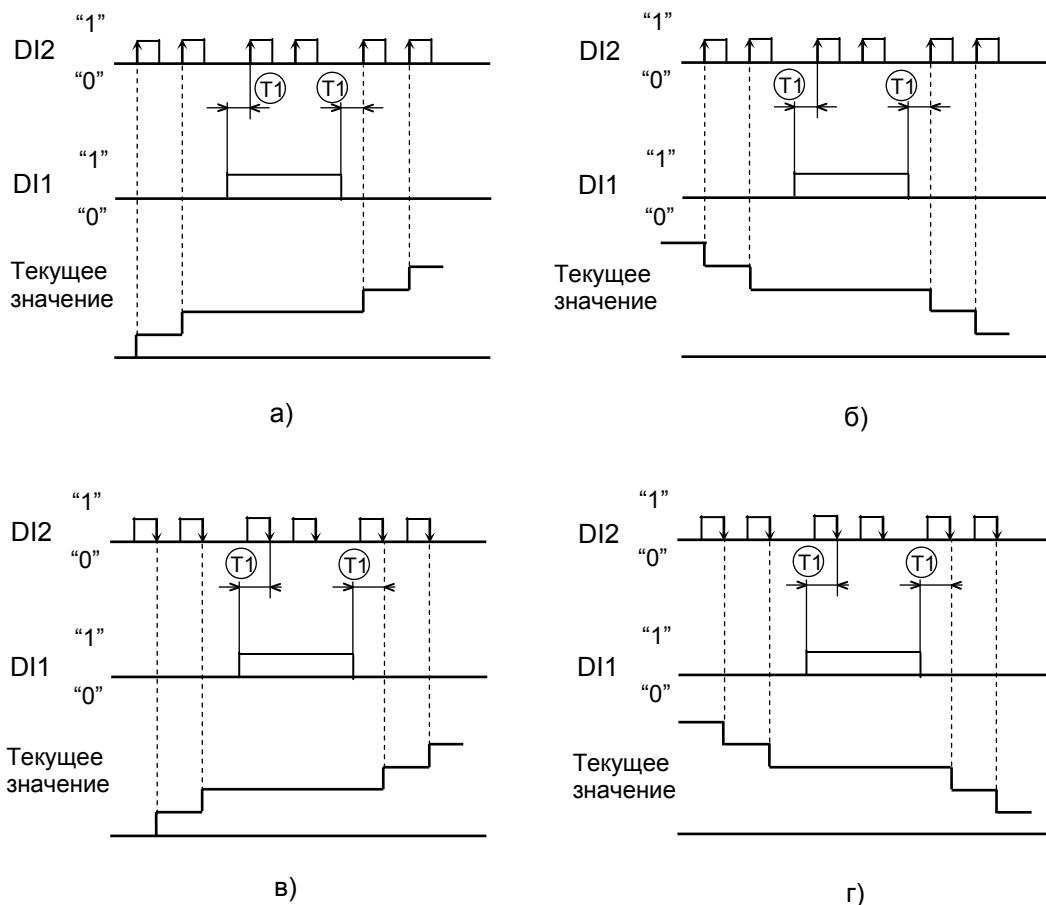 “1”
DI2
“0”
T1
T1
“1”
DI1
“0”
Текущее
значение
а)
“1”
DI2
“0”
T1
T1
“1”
DI1
“0”
Текущее
значение
б)
“1”
DI2
“0”
T1
T1
“1”
DI1
“0”
Текущее
значение
в)
“1”
DI2
“0”
T1
T1
“1”
DI1
“0”
Текущее
значение
г)